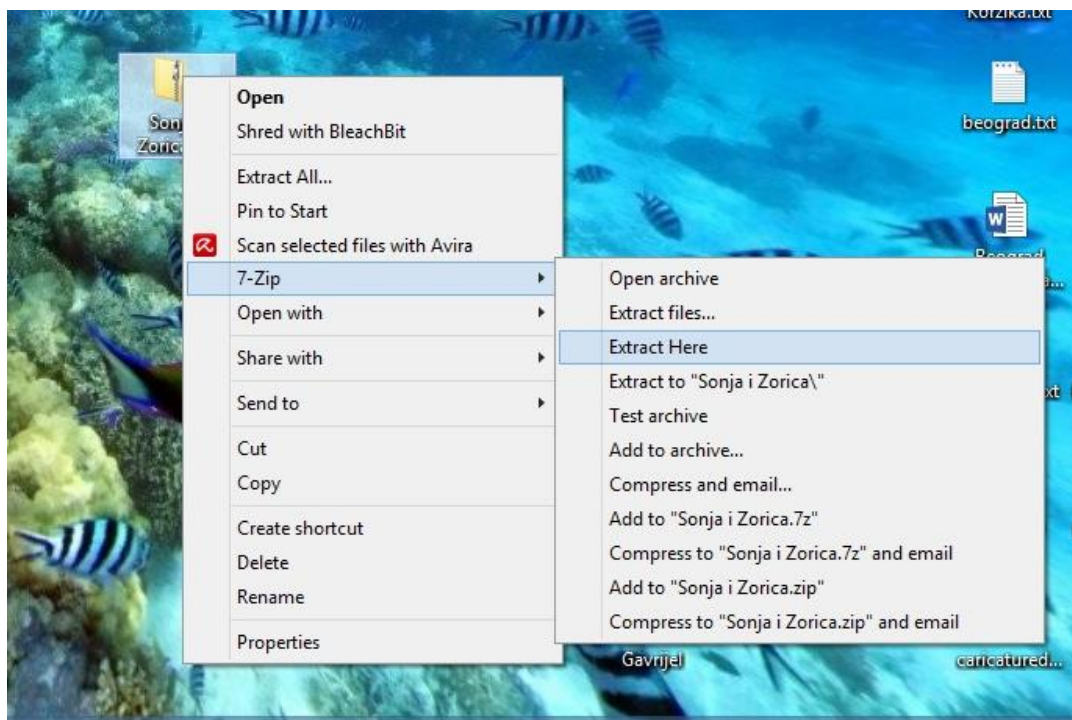 Korzika.txt
Son
Zoric
beograd.txt
Beograd
Open
Shred with BleachBit
Extract All...
Pin to Start
Scan selected files with Avira
7-Zip
Open with
Share with
Send to
Cut
Copy
Create shortcut
Delete
Rename
Properties
Open archive
Extract files...
Extract Here
Extract to "Sonja i Zorica\"
Test archive
Add to archive...
Compress and email...
Add to "Sonja i Zorica.7z"
Compress to "Sonja i Zorica.7z" and email
Add to "Sonja i Zorica.zip"
Compress to "Sonja i Zorica.zip" and email
Gavrijel
caricatured...